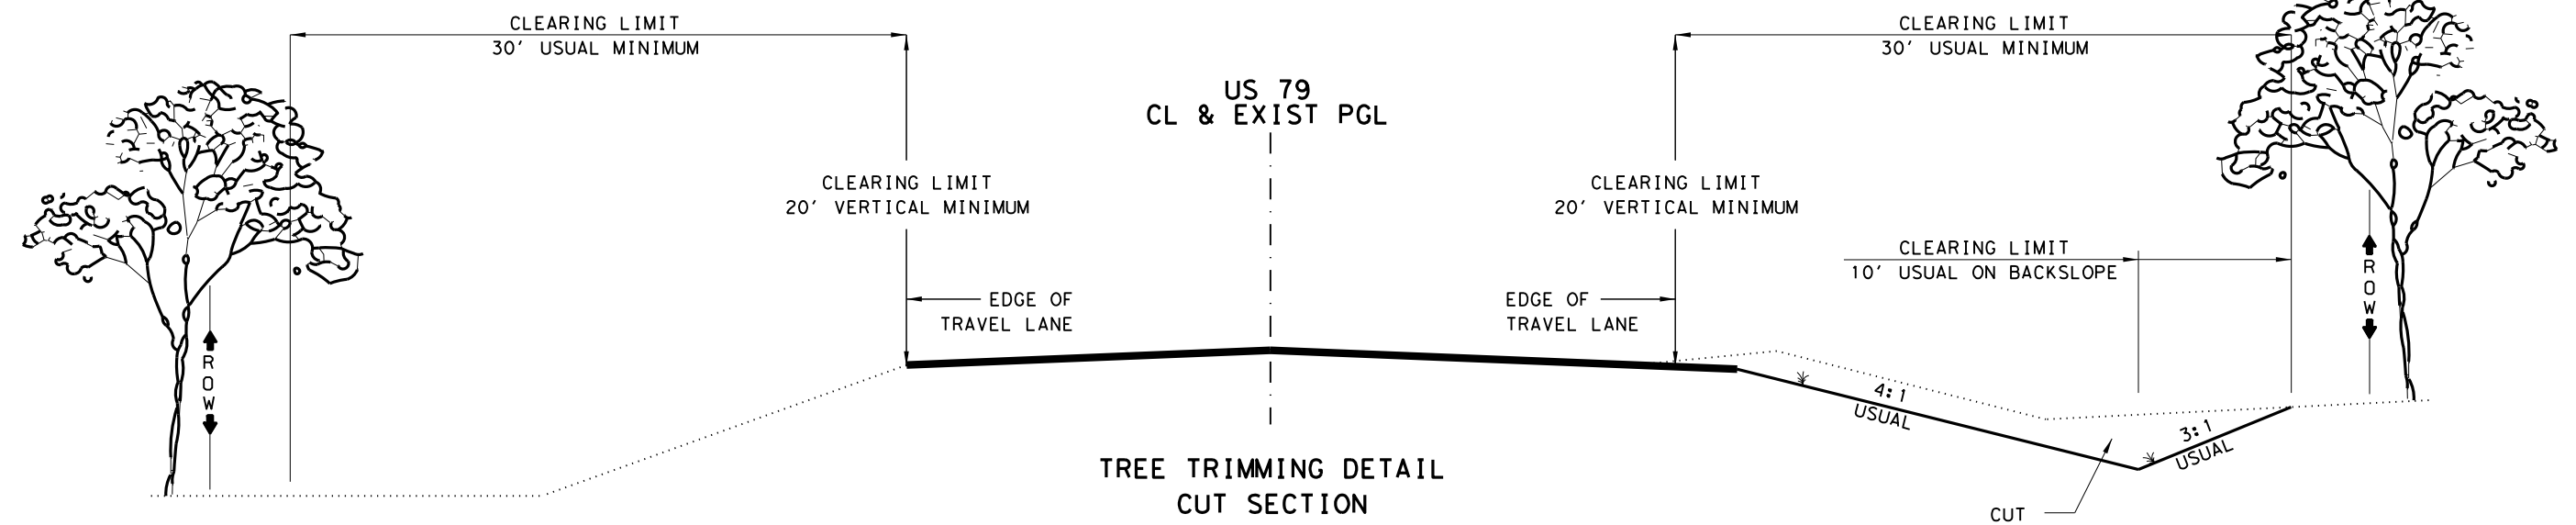 CLEARING LIMIT
30' USUAL MINIMUM
CLEARING LIMIT
30' USUAL MINIMUM
US 79
CL & EXIST PGL
CLEARING LIMIT
20' VERTICAL MINIMUM
CLEARING LIMIT
20' VERTICAL MINIMUM
CLEARING LIMIT
10' USUAL ON BACKSLOPE
EDGE OF
TRAVEL LANE
EDGE OF
TRAVEL LANE
ROW
ROW
4:1
USUAL
3:1
USUAL
TREE TRIMMING DETAIL
CUT SECTION
CUT